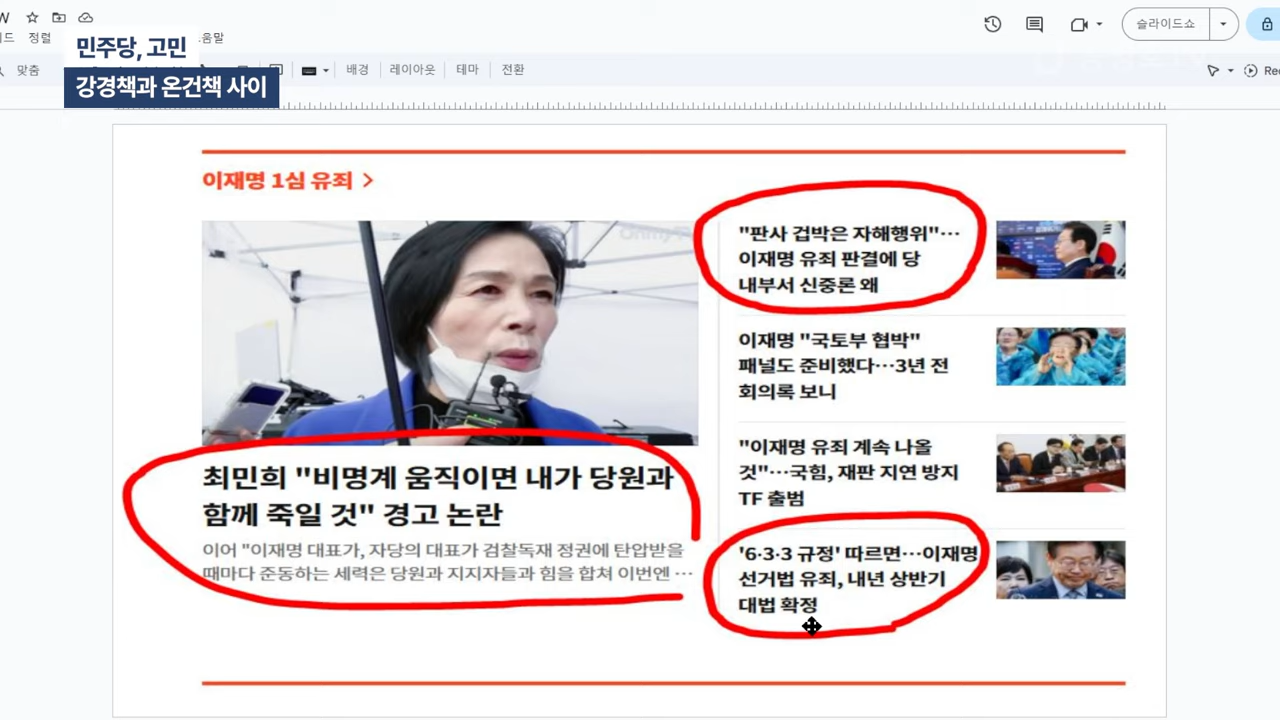 민주당, 고민
강경책과 온건책 사이
정렬
맞춤
배경
레이아웃
테마
전환
슬라이드쇼
이재명 1심 유죄 >
최민희 "비명계 움직이면 내가 당원과
함께 죽일 것" 경고 논란
이어 "이재명 대표가, 자당의 대표가 검찰독재 정권에 탄압받을
때마다 준동하는 세력은 당원과 지지자들과 힘을 합쳐 이번엔 …
"판사 겁박은 자해행위"…
이재명 유죄 판결에 당
내부서 신중론 왜
이재명 "국토부 협박"
패널도 준비했다…3년 전
회의록 보니
"이재명 유죄 계속 나올
것"…국힘, 재판 지연 방지
TF 출범
'6·3·3 규정' 따르면…이재명
선거법 유죄, 내년 상반기
대법 확정